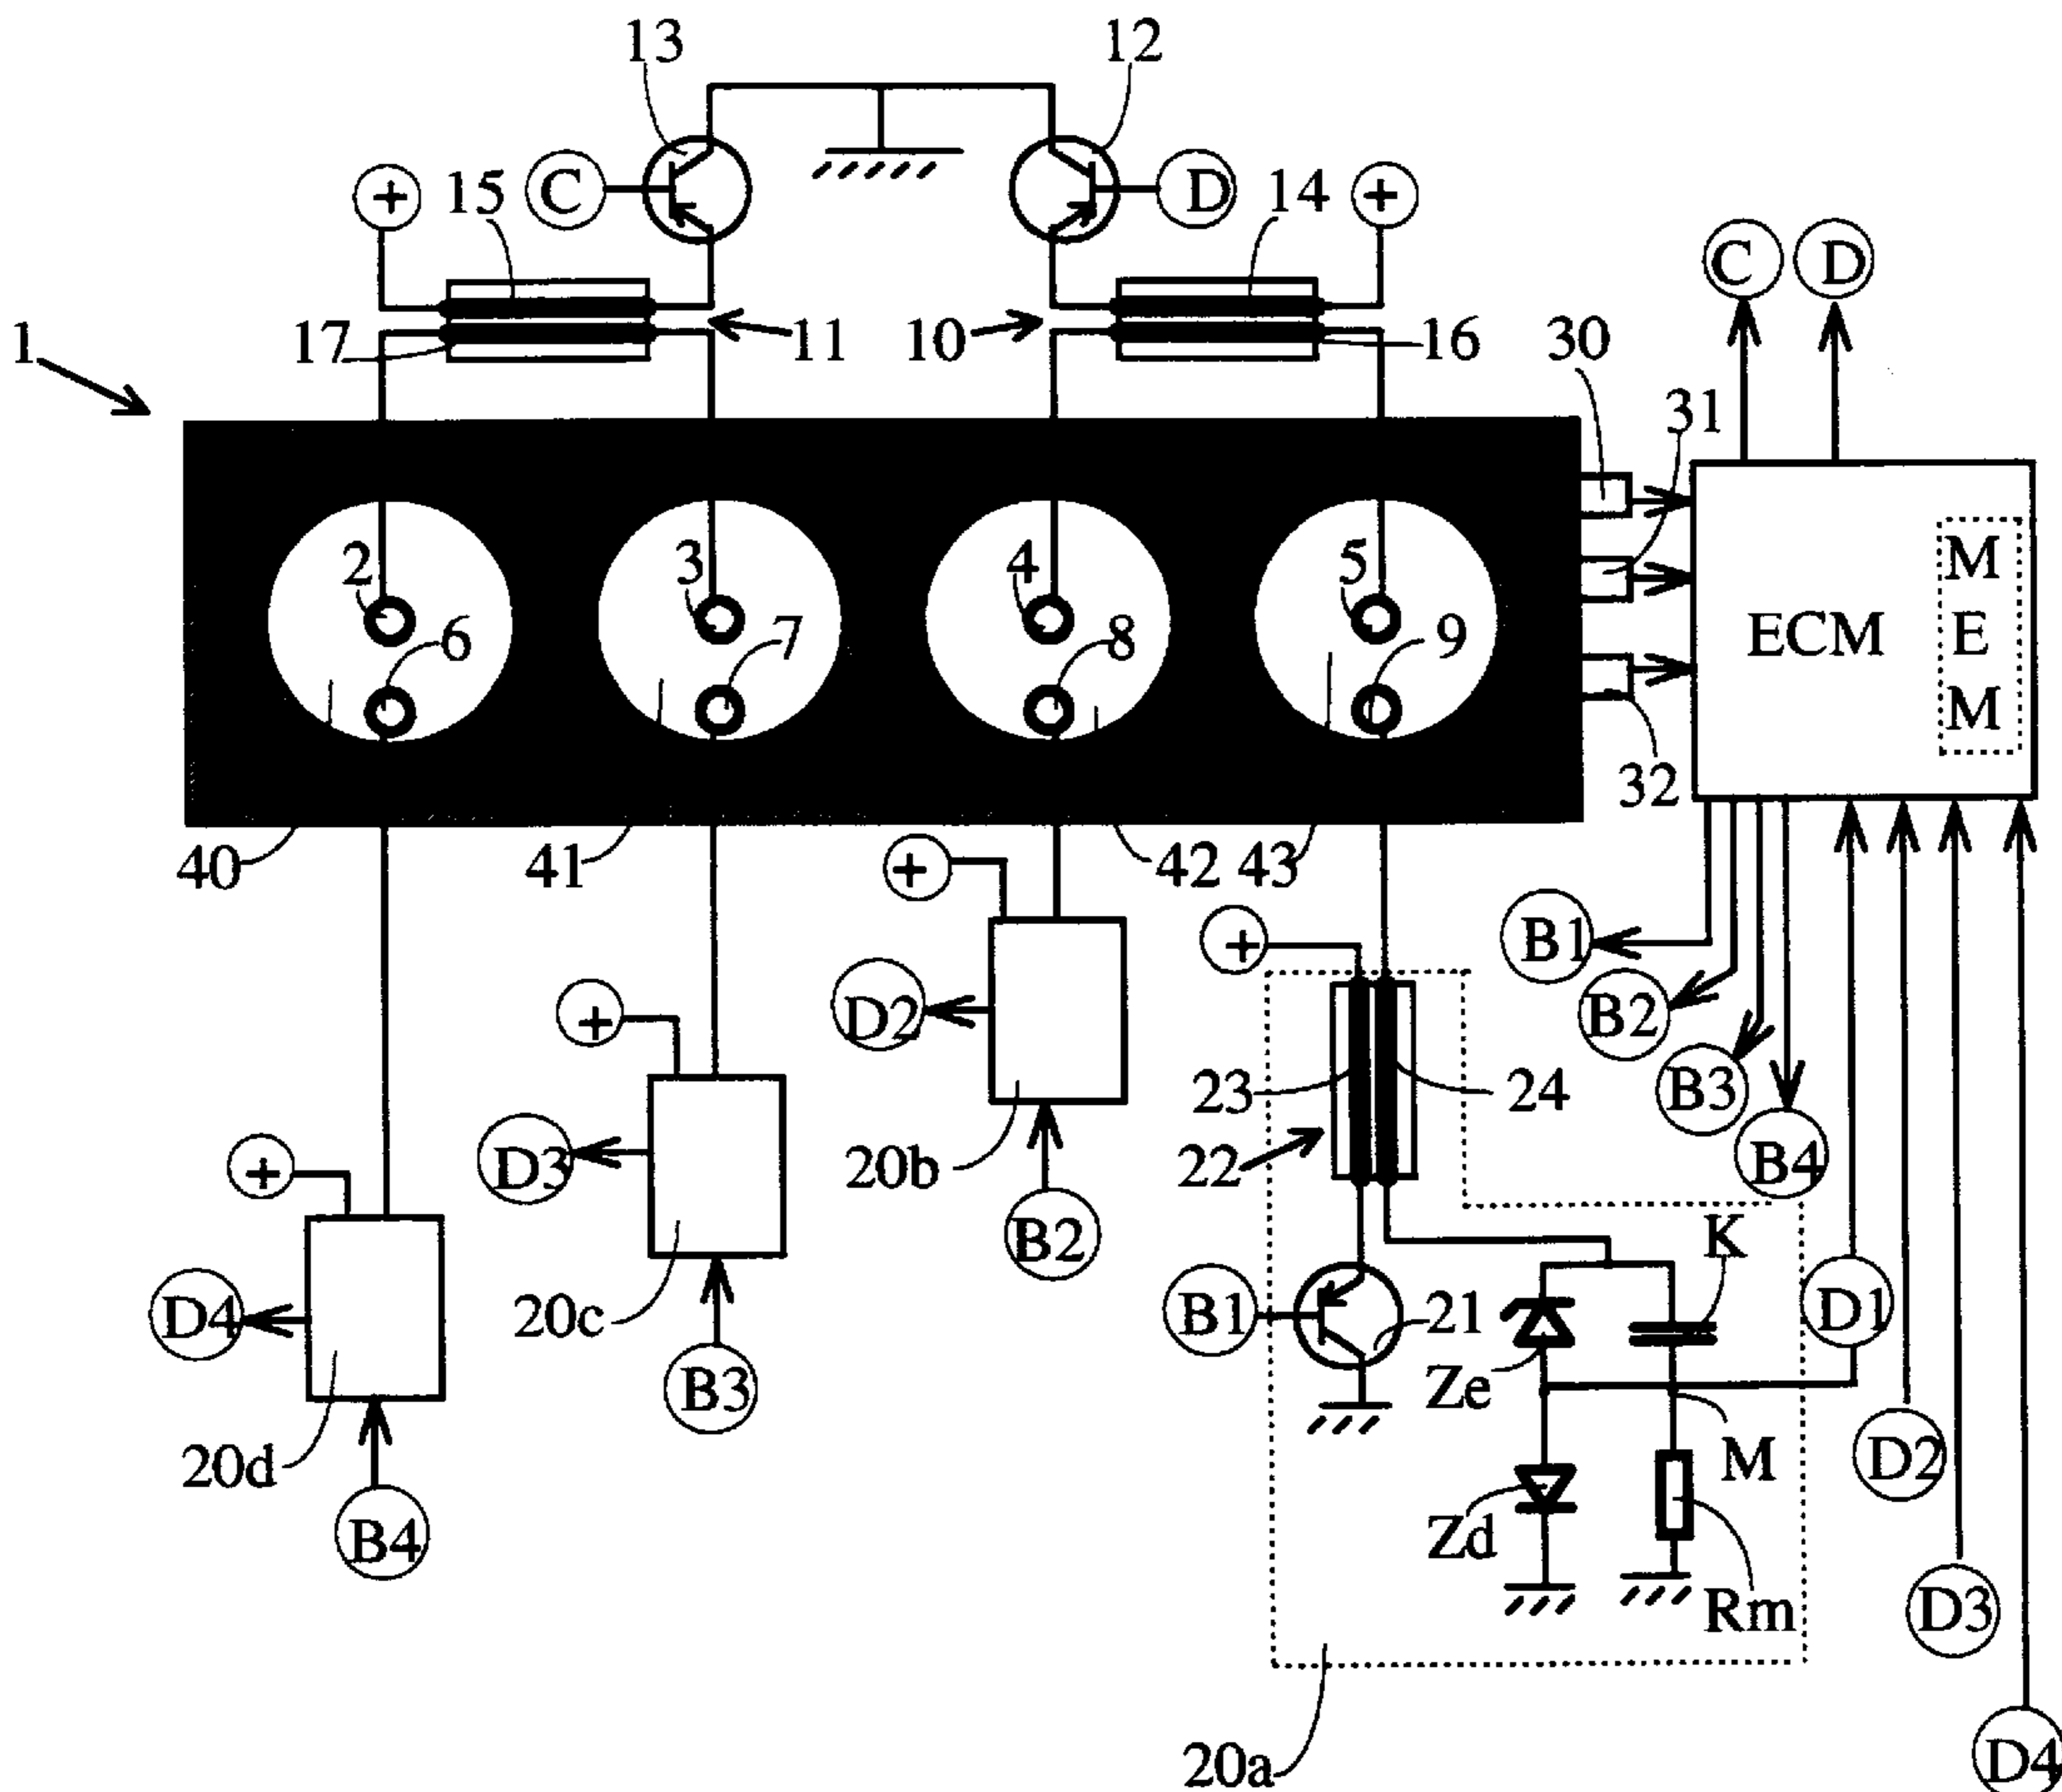 13
12
+
15
C
D
14
+
C
D
17
11
10
16
30
1
31
2
3
4
5
6
7
8
9
ECM
M
E
M
32
40
41
42
43
+
+
B1
D2
+
B2
23
24
B3
D3
20b
22
B4
+
B2
K
D4
20c
B1
21
D1
Ze
B3
20d
M
D2
B4
Zd
Rm
D3
20a
D4